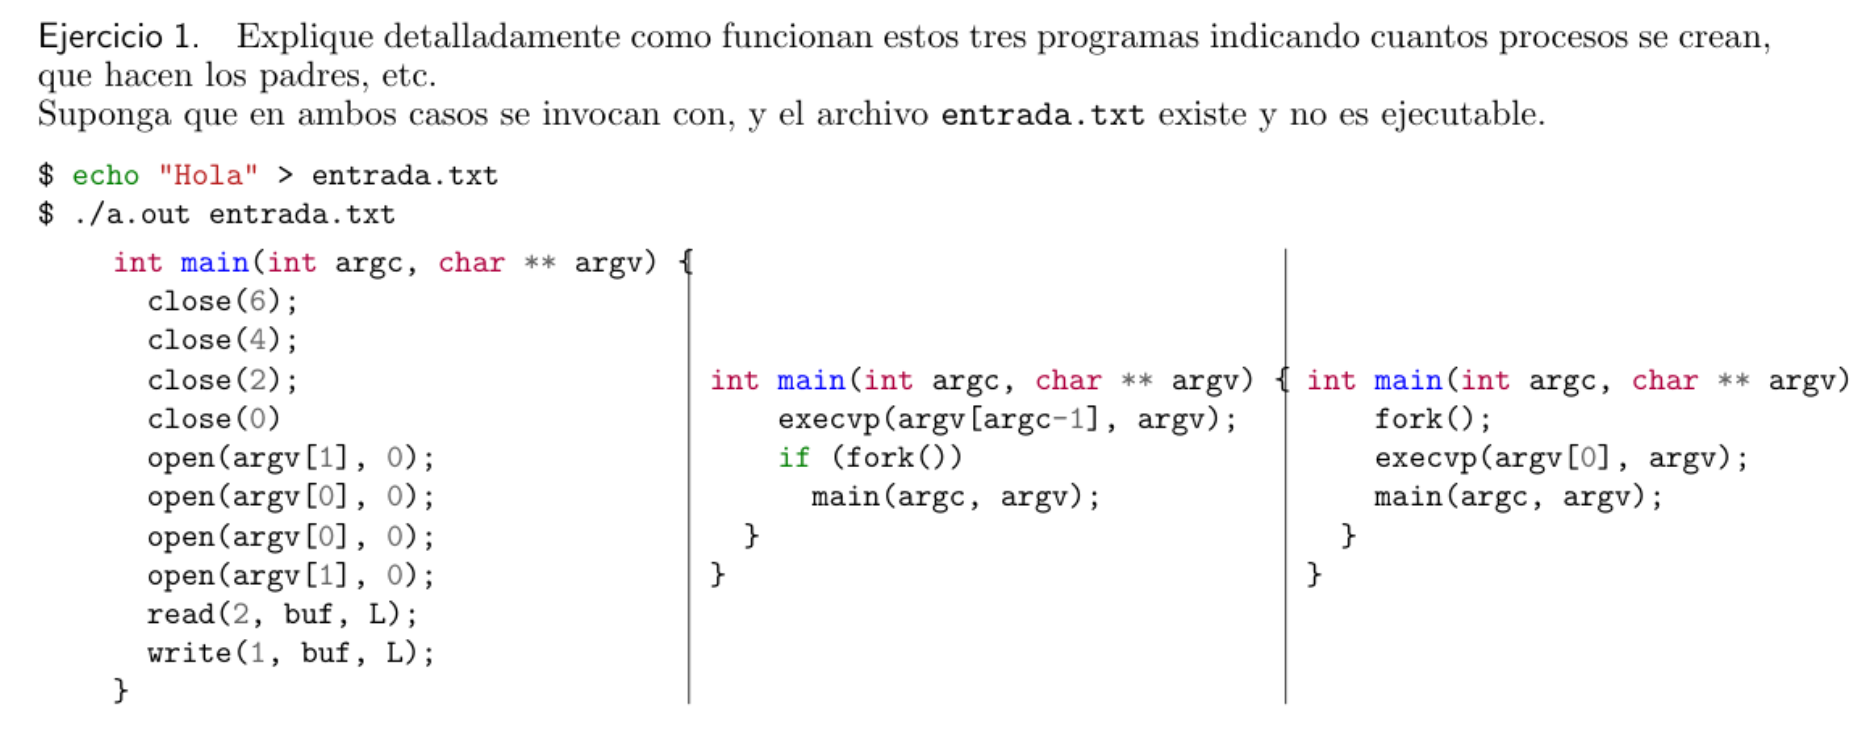 Ejercicio 1. Explique detalladamente como funcionan estos tres programas indicando cuantos procesos se crean,
que hacen los padres, etc.
Suponga que en ambos casos se invocan con, y el archivo entrada.txt existe y no es ejecutable.
$ echo "Hola" > entrada.txt
$ ./a.out entrada.txt
int main(int argc, char ** argv) {
close(6);
close(4);
close(2);
close(0)
open(argv[1], 0);
open(argv[0], 0);
open(argv[0], 0);
open(argv[1], 0);
read(2, buf, L);
write(1, buf, L);
}
int main(int argc, char ** argv) {
execvp(argv[argc-1], argv);
if (fork())
main(argc, argv);
}
}
int main(int argc, char ** argv)
fork();
execvp(argv[0], argv);
main(argc, argv);
}
}